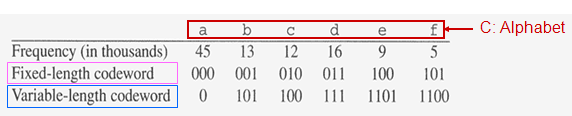 a b c d e f C: Alphabet
Frequency (in thousands) 45 13 12 16 9 5
Fixed-length codeword 000 001 010 011 100 101
Variable-length codeword 0 101 100 111 1101 1100